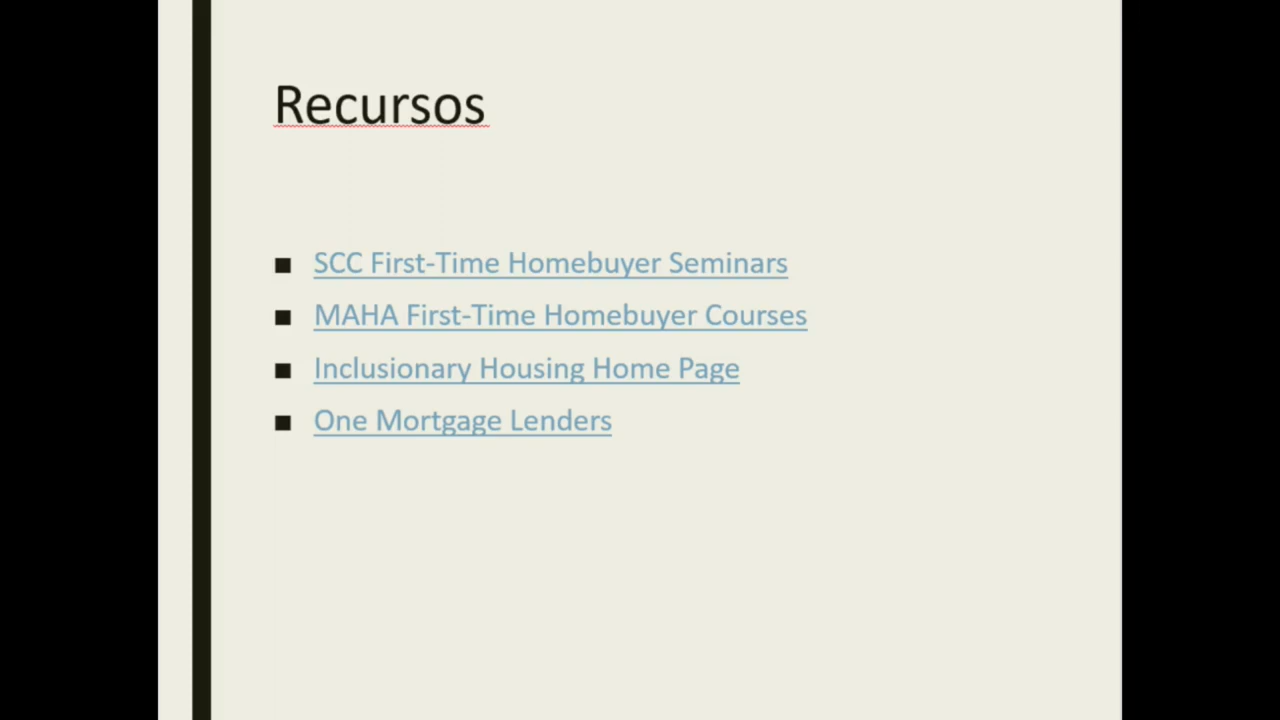 Recursos
SCC First-Time Homebuyer Seminars
MAHA First-Time Homebuyer Courses
Inclusionary Housing Home Page
One Mortgage Lenders